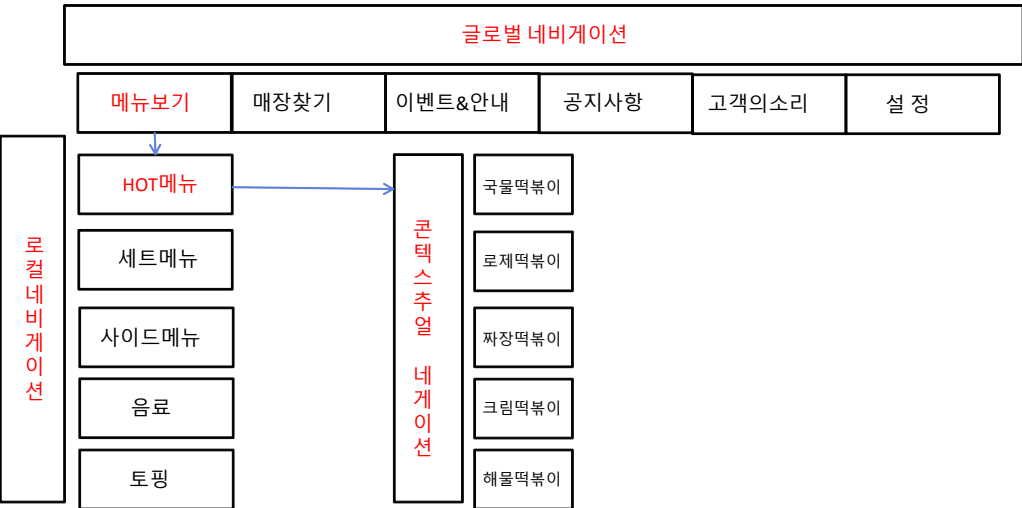 글로벌 네비게이션
메뉴보기
매장찾기
이벤트&안내
공지사항
고객의소리
설 정
로컬네비게이션
HOT메뉴
세트메뉴
사이드메뉴
음료
토핑
콘텍스추얼 네게이션
국물떡볶이
로제떡볶이
짜장떡볶이
크림떡볶이
해물떡볶이